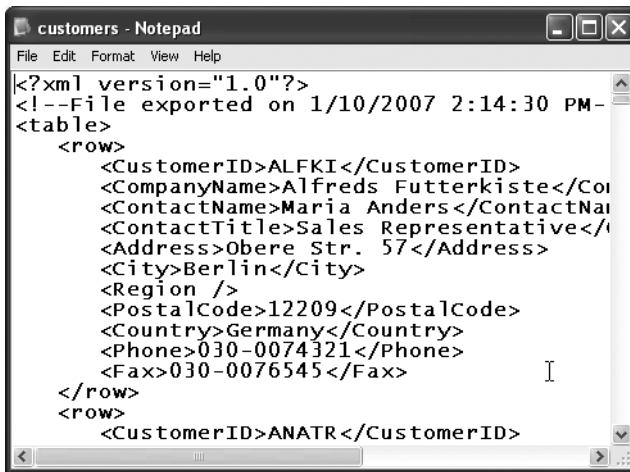 customers - Notepad
File Edit Format View Help
<?xml version="1.0"?>
<!--File exported on 1/10/2007 2:14:30 PM-
<table>
<row>
<CustomerID>ALFKI</CustomerID>
<CompanyName>Alfreds Futterkiste</Co
<ContactName>Maria Anders</ContactNa
<ContactTitle>Sales Representative</
<Address>Obere Str. 57</Address>
<City>Berlin</City>
<Region />
<PostalCode>12209</PostalCode>
<Country>Germany</Country>
<Phone>030-0074321</Phone>
<Fax>030-0076545</Fax>
</row>
<row>
<CustomerID>ANATR</CustomerID>